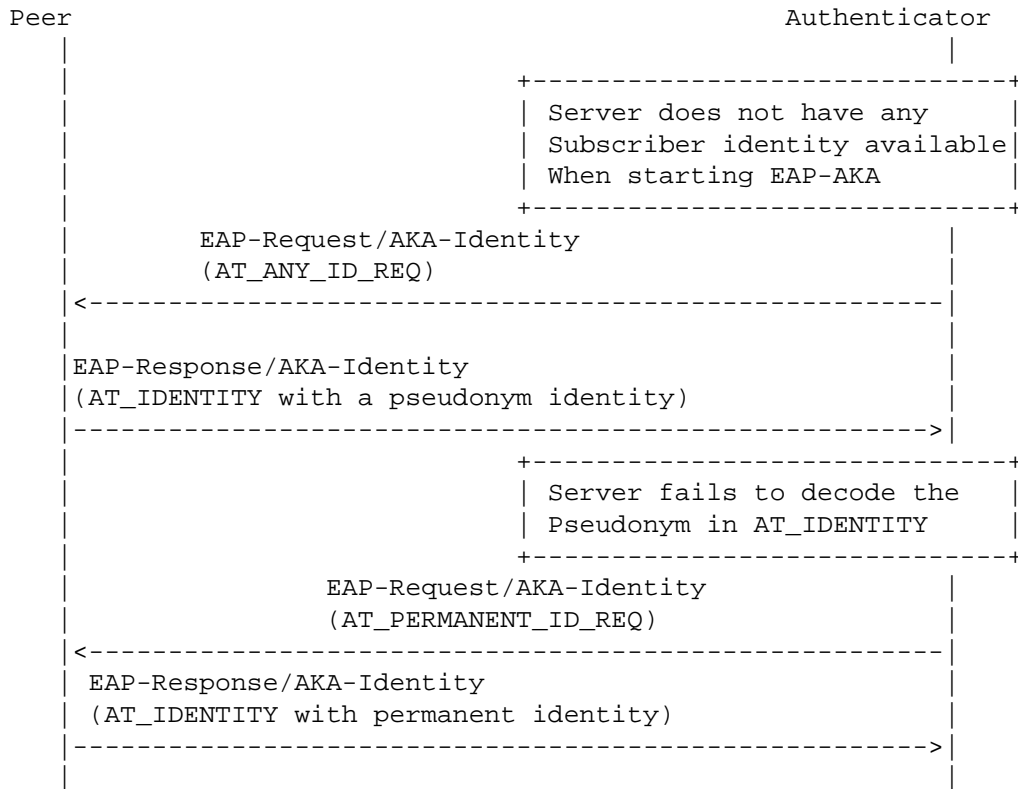 Peer Authenticator
Server does not have any
Subscriber identity available
When starting EAP-AKA
EAP-Request/AKA-Identity
(AT_ANY_ID_REQ)
EAP-Response/AKA-Identity
(AT_IDENTITY with a pseudonym identity)
Server fails to decode the
Pseudonym in AT_IDENTITY
EAP-Request/AKA-Identity
(AT_PERMANENT_ID_REQ)
EAP-Response/AKA-Identity
(AT_IDENTITY with permanent identity)